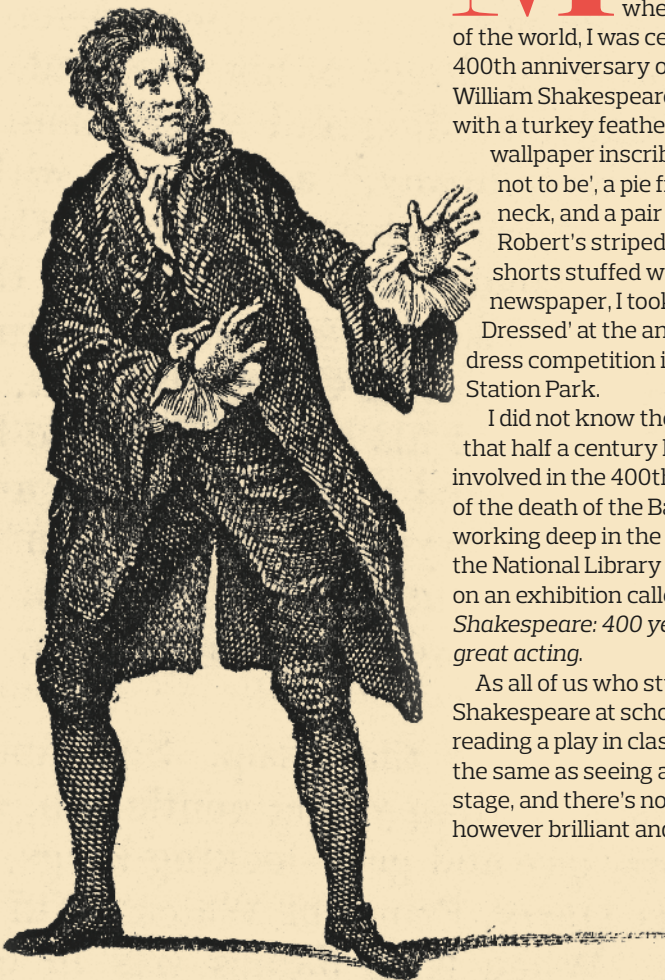 of the world, I was ce
400th anniversary o
William Shakespeare
with a turkey feathe
wallpaper inscrib
not to be’, a pie f
neck, and a pair
Robert’s striped
shorts stuffed w
newspaper, I took
Dressed’ at the an
dress competition i
Station Park.
I did not know the
that half a century l
involved in the 400th
of the death of the Ba
working deep in the
the National Library
on an exhibition calle
Shakespeare: 400 ye
great acting.
As all of us who stu
Shakespeare at scho
reading a play in clas
the same as seeing a
stage, and there’s no
however brilliant and